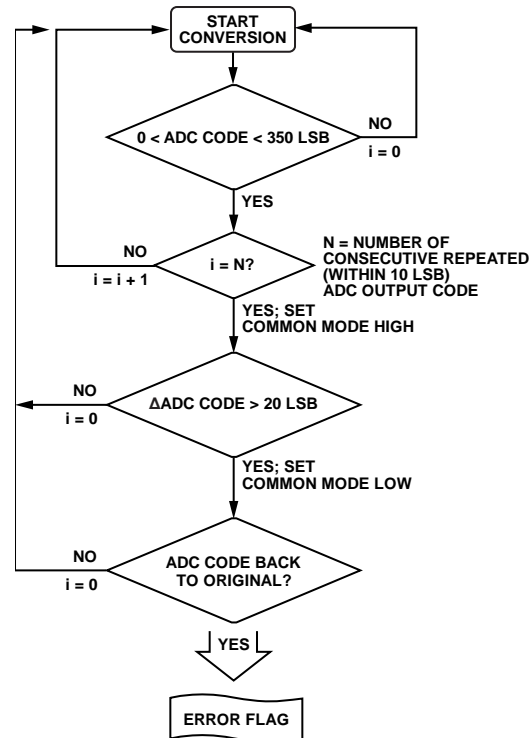 START
CONVERSION
0 < ADC CODE < 350 LSB
NO
i = 0
YES
i = N?
NO
i = i + 1
N = NUMBER OF
CONSECUTIVE REPEATED
(WITHIN 10 LSB)
ADC OUTPUT CODE
YES; SET
COMMON MODE HIGH
ΔADC CODE > 20 LSB
NO
i = 0
YES; SET
COMMON MODE LOW
ADC CODE BACK
TO ORIGINAL?
NO
i = 0
YES
ERROR FLAG